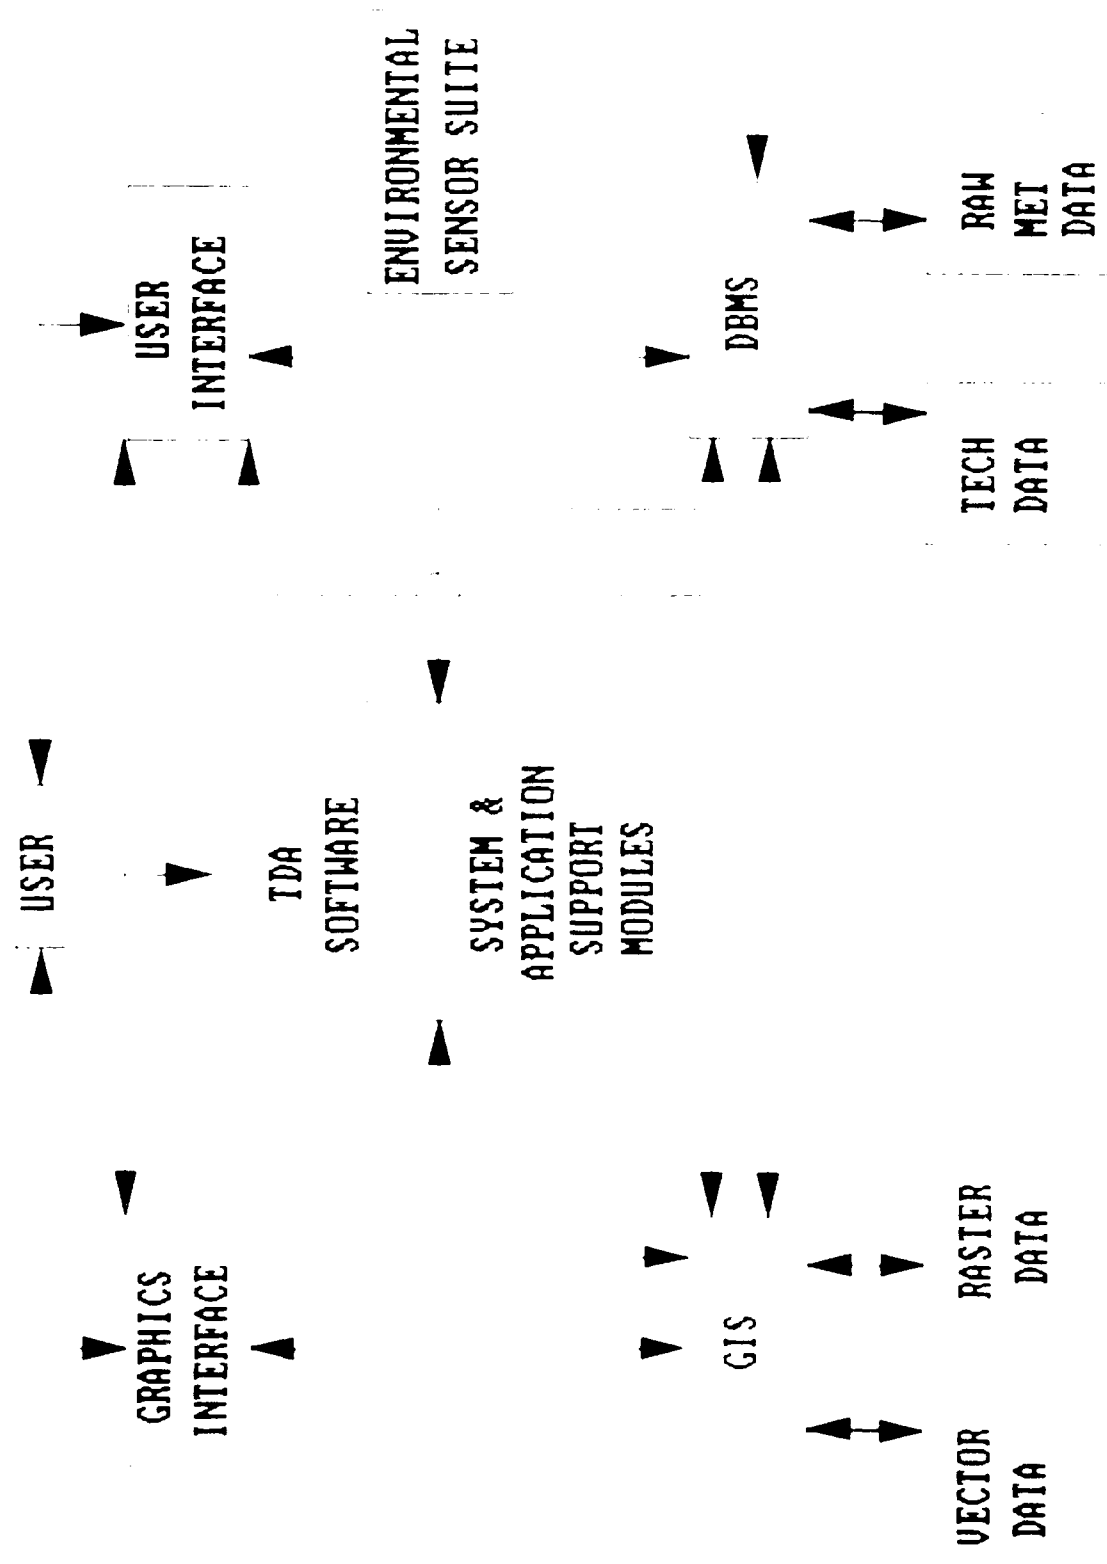 USER
GRAPHICS
INTERFACE
USER
INTERFACE
TDA
SOFTWARE
ENVIRONMENTAL
SENSOR SUITE
SYSTEM &
APPLICATION
SUPPORT
MODULES
GIS
DBMS
VECTOR
DATA
RASTER
DATA
TECH
DATA
RAW
MET
DATA